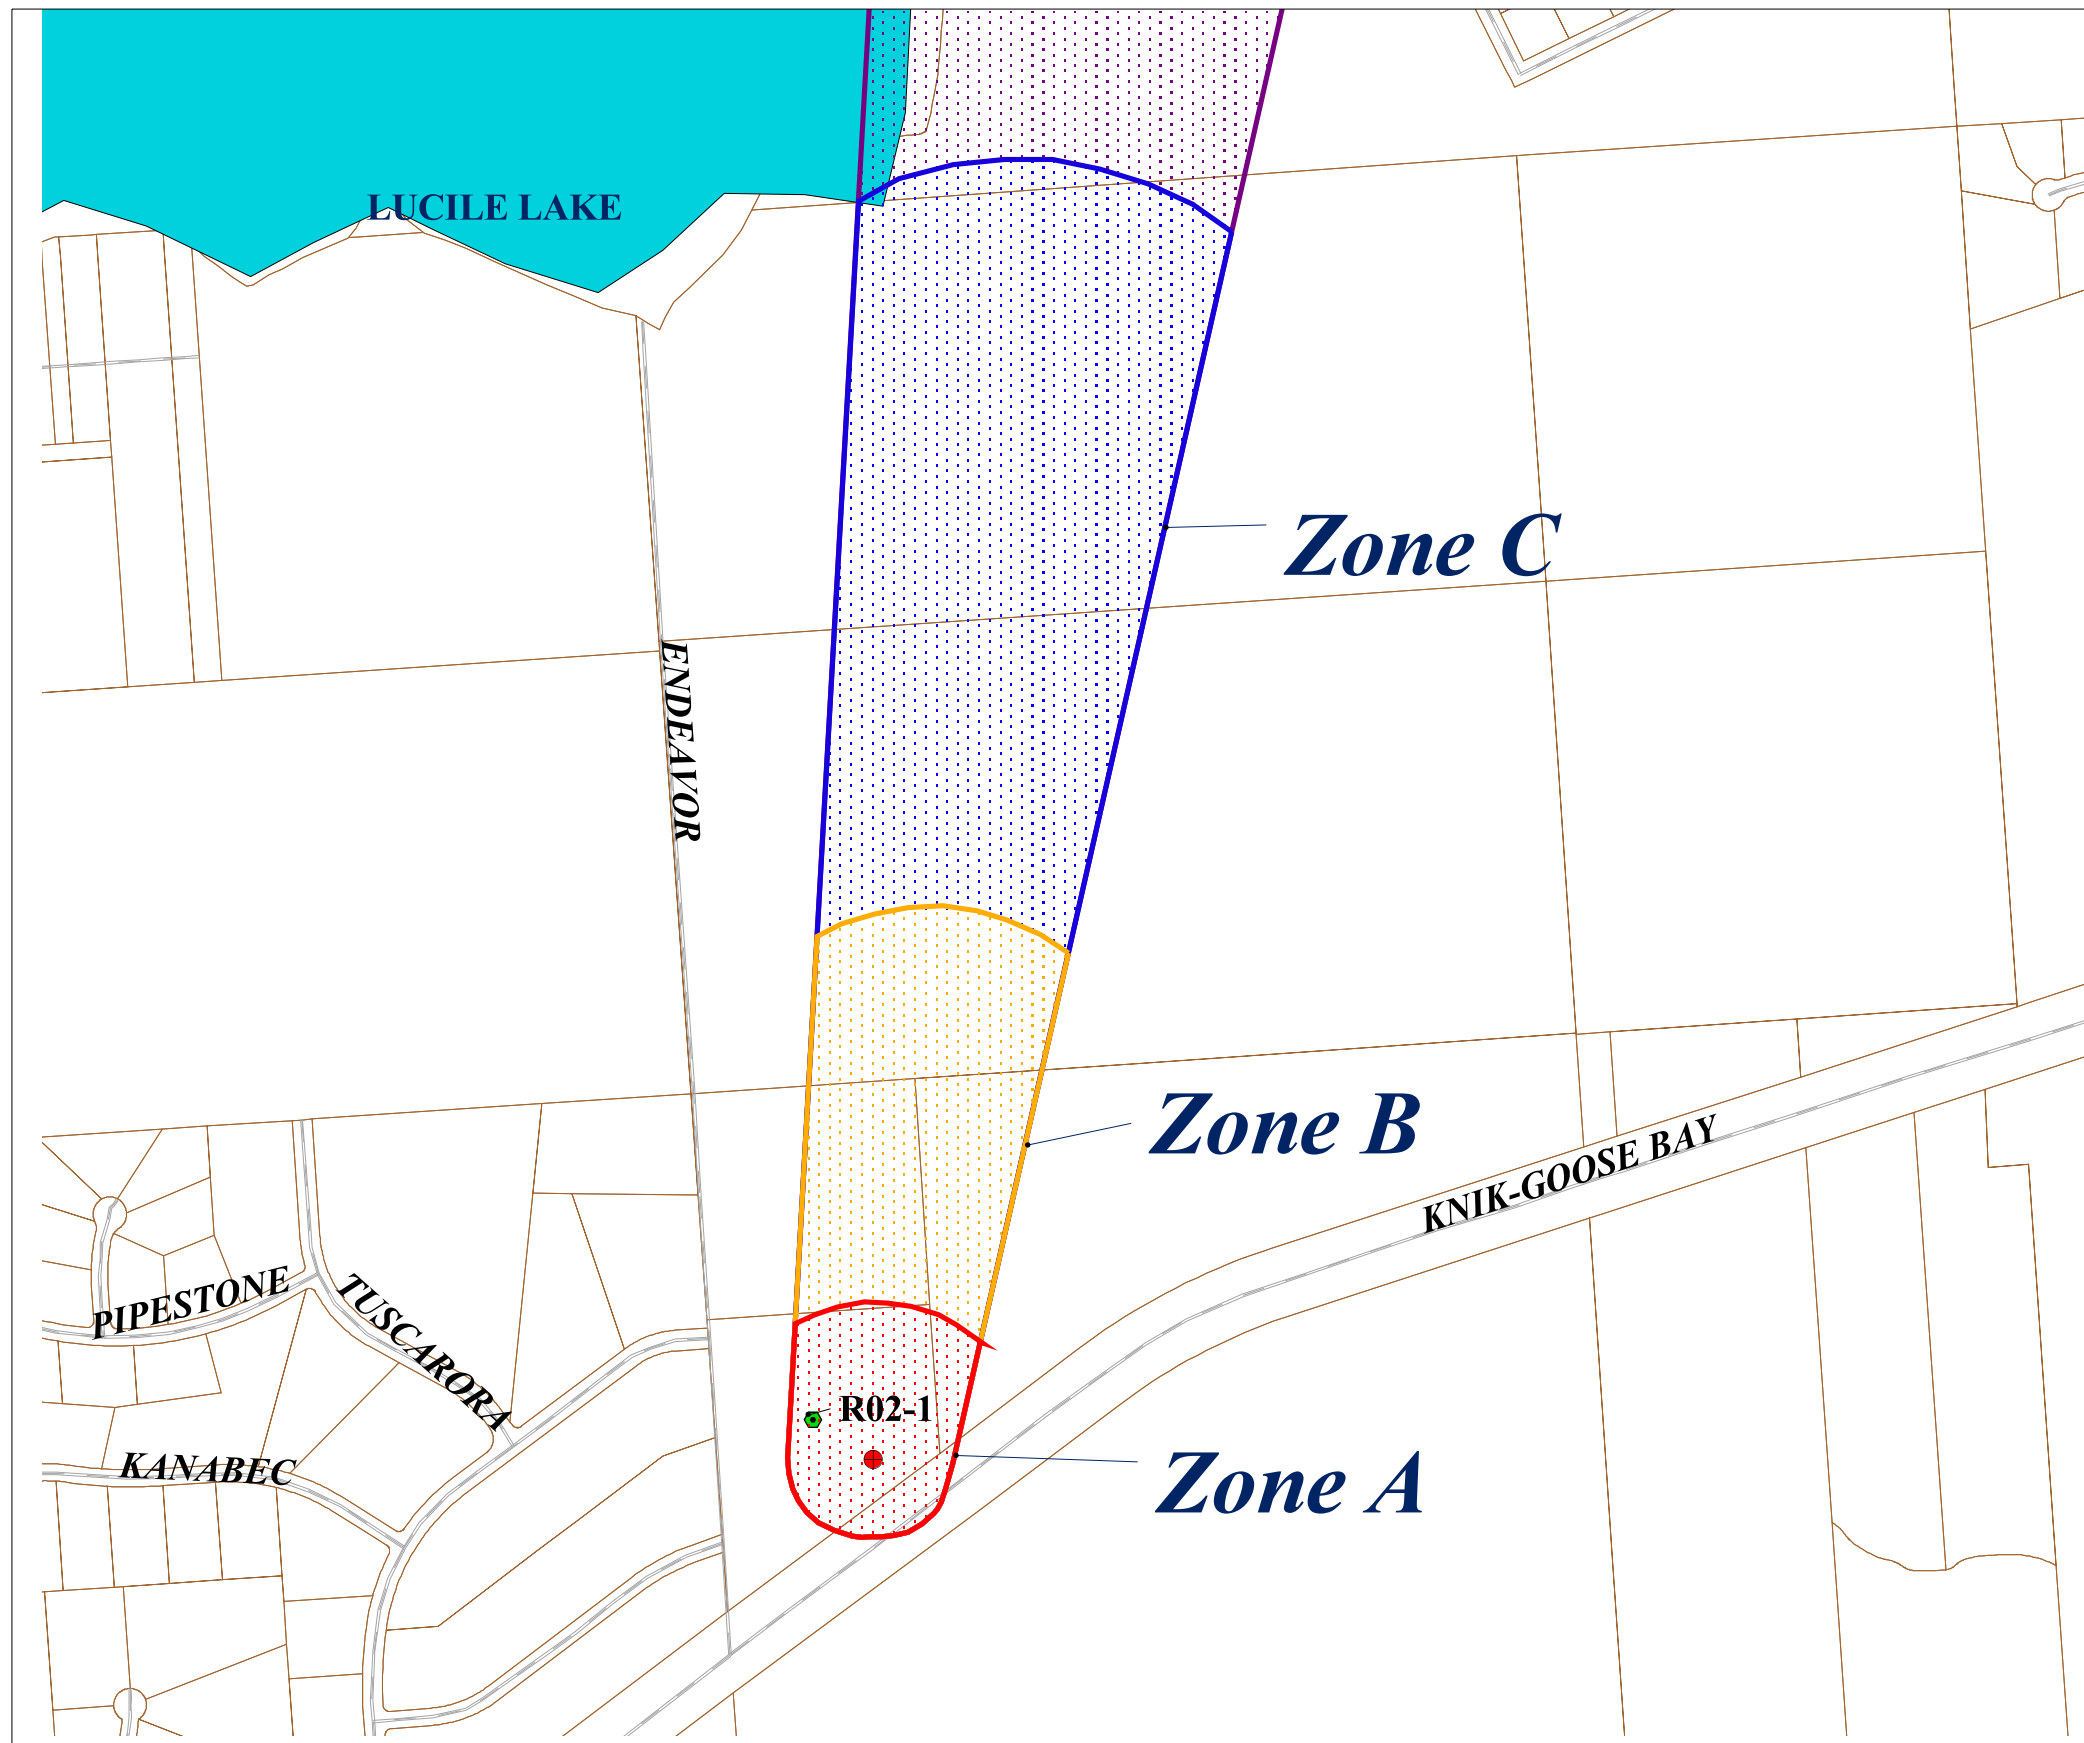 LUCILE LAKE
Zone C
ENDEAVOR
Zone B
KNIK-GOOSE BAY
PIPESTONE
TUSCARORA
R02-1
KANABEC
Zone A